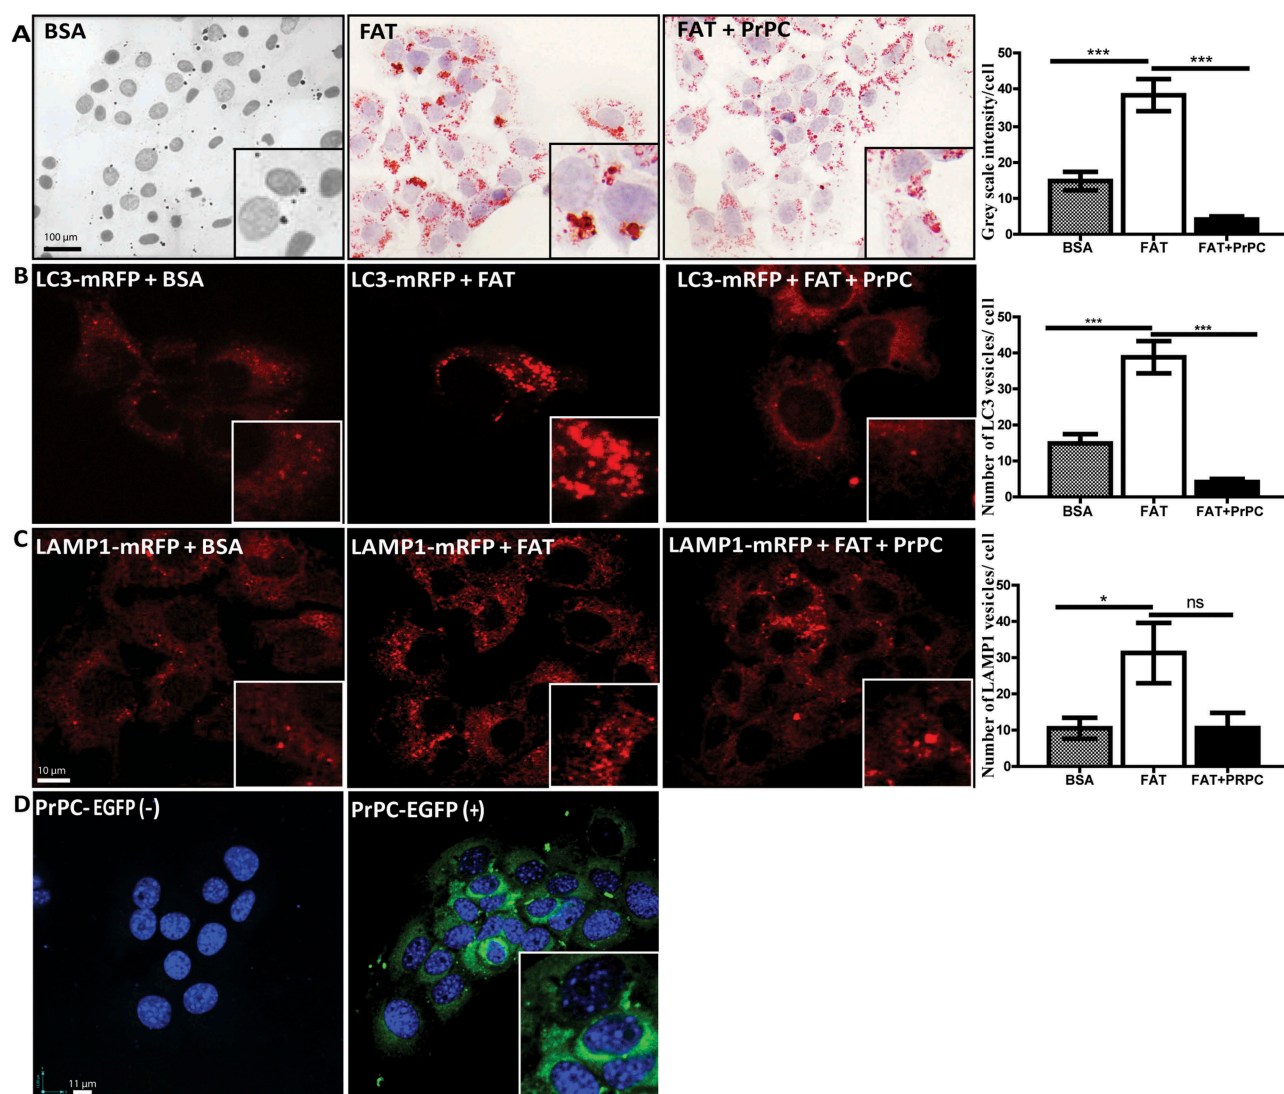 A
BSA
FAT
FAT + PrPC
100 µm
Grey scale intensity/cell
50
40
30
20
10
0
***
***
BSA
FAT
FAT+PrPC
B
LC3-mRFP + BSA
LC3-mRFP + FAT
LC3-mRFP + FAT + PrPC
Number of LC3 vesicles/ cell
50
40
30
20
10
0
***
***
BSA
FAT
FAT+PrPC
C
LAMP1-mRFP + BSA
LAMP1-mRFP + FAT
LAMP1-mRFP + FAT + PrPC
10 µm
Number of LAMP1 vesicles/ cell
50
40
30
20
10
0
*
ns
BSA
FAT
FAT+PRPC
D
PrPC-EGFP (-)
PrPC-EGFP (+)
11 µm